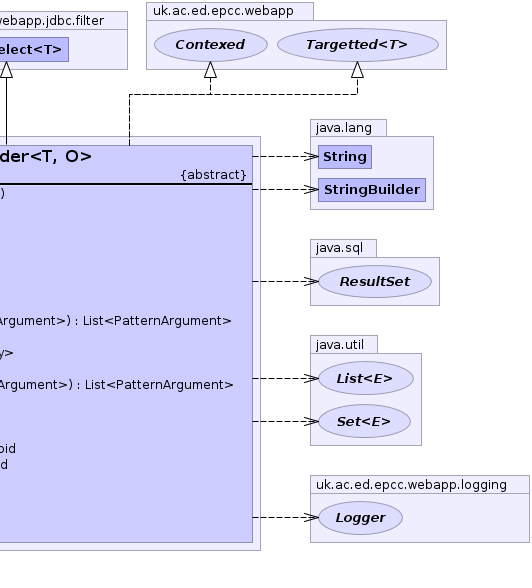 webapp.jdbc.filter
elect<T>
uk.ac.ed.epcc.webapp
Contexed
Targetted<T>
der<T, O>
{abstract}
)
Argument>) : List<PatternArgument>
y>
Argument>) : List<PatternArgument>
oid
d
java.lang
String
StringBuilder
java.sql
ResultSet
java.util
List<E>
Set<E>
uk.ac.ed.epcc.webapp.logging
Logger